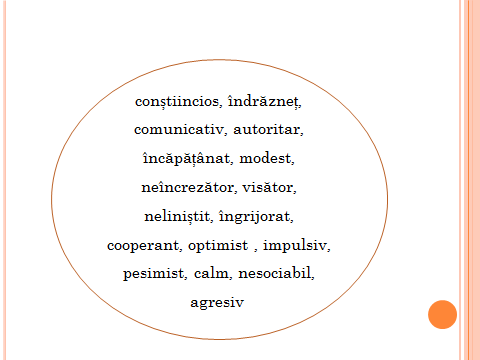 conștiincios, îndrăzneț,
comunicativ, autoritar,
încăpățânat, modest,
neîncrezător, visător,
neliniștit, îngrijorat,
cooperant, optimist , impulsiv,
pesimist, calm, nesociabil,
agresiv